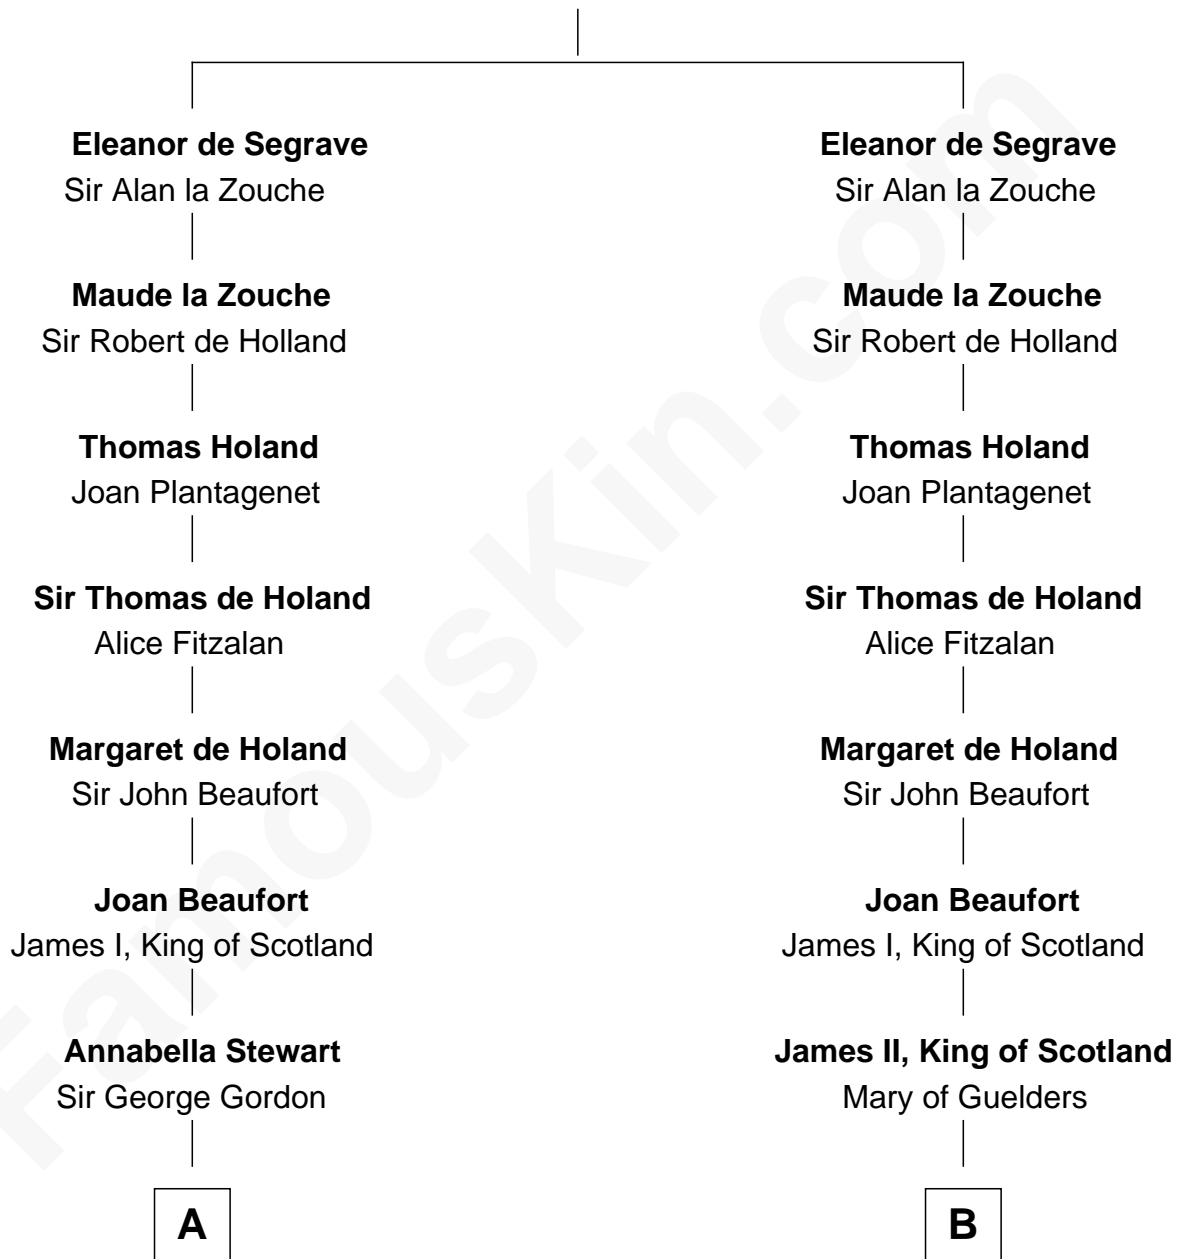 Eleanor de Segrave
Sir Alan la Zouche
Maude la Zouche
Sir Robert de Holland
Thomas Holand
Joan Plantagenet
Sir Thomas de Holand
Alice Fitzalan
Margaret de Holand
Sir John Beaufort
Joan Beaufort
James I, King of Scotland
Annabella Stewart
Sir George Gordon
A
Eleanor de Segrave
Sir Alan la Zouche
Maude la Zouche
Sir Robert de Holland
Thomas Holand
Joan Plantagenet
Sir Thomas de Holand
Alice Fitzalan
Margaret de Holand
Sir John Beaufort
Joan Beaufort
James I, King of Scotland
James II, King of Scotland
Mary of Guelders
B
FamousKin.com